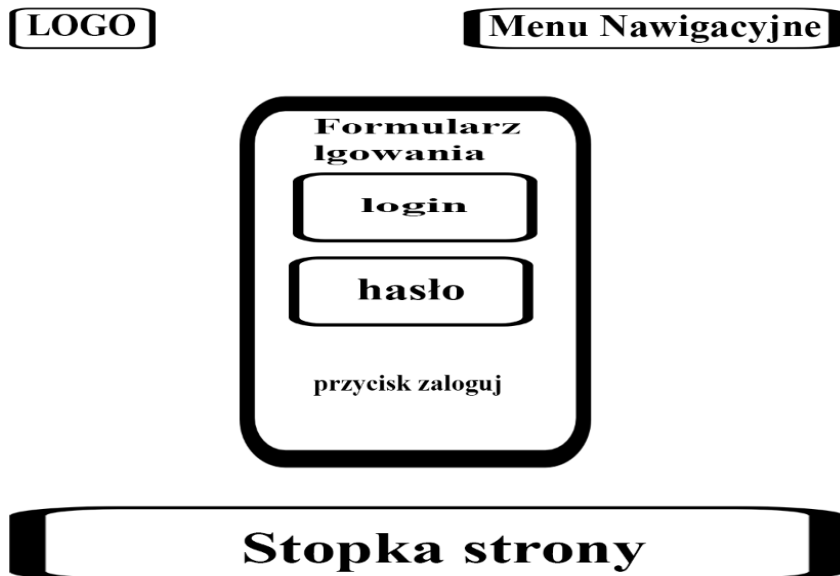 LOGO
Menu Nawigacyjne
Formularz
lgowania
login
hasło
przycisk zaloguj
Stopka strony